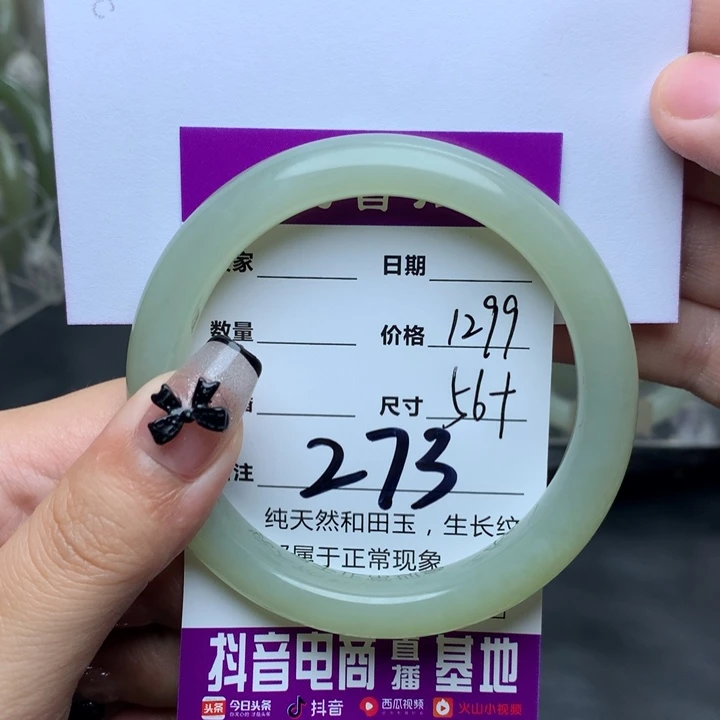 家 日期
数量 价格 1299
尺寸 56+
注 273
纯天然和田玉，生长纹
属于正常现象
抖音电商直播基地
头条 今日头条 抖音 西瓜视频 火山小视频